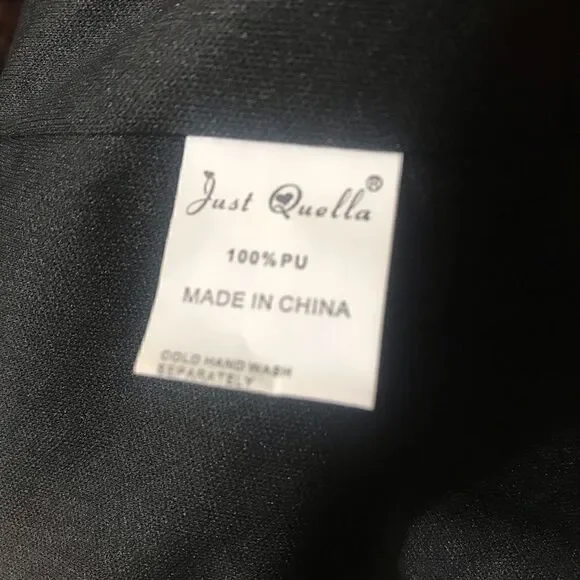 Just Quella®
100% PU
MADE IN CHINA
COLD HAND WASH
SEPARATELY